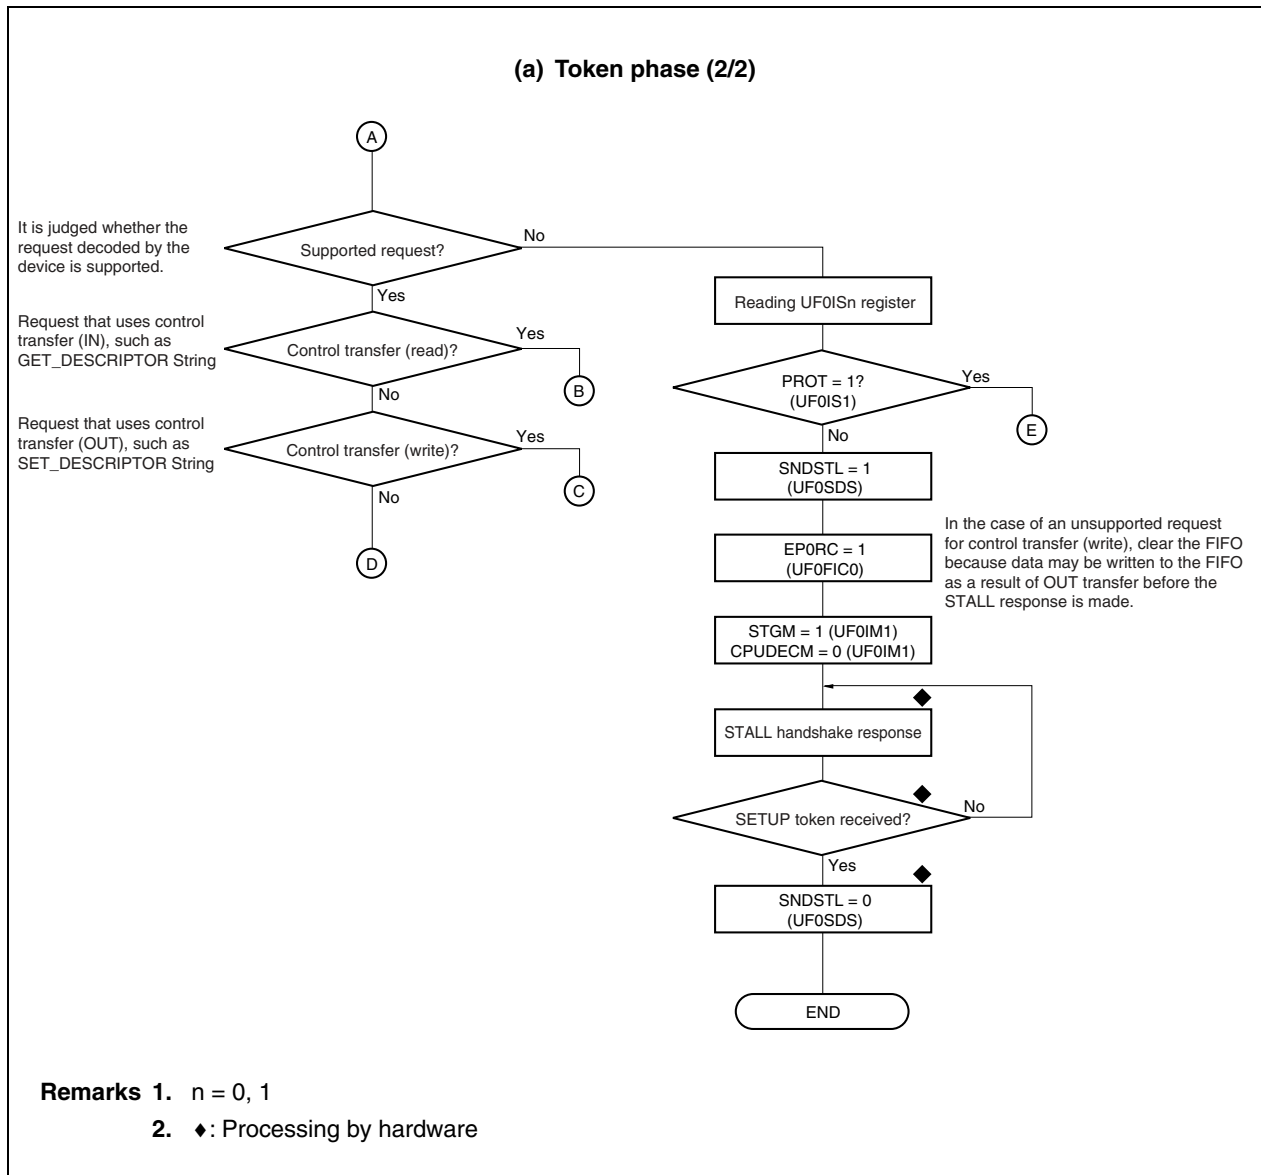 (a) Token phase (2/2)
A
It is judged whether the
request decoded by the
device is supported.
Supported request?
No
Yes
Reading UF0ISn register
Request that uses control
transfer (IN), such as
GET_DESCRIPTOR String
Control transfer (read)?
Yes
B
No
PROT = 1?
(UF0IS1)
Yes
E
No
Request that uses control
transfer (OUT), such as
SET_DESCRIPTOR String
Control transfer (write)?
Yes
C
No
D
SNDSTL = 1
(UF0SDS)
EP0RC = 1
(UF0FIC0)
In the case of an unsupported request
for control transfer (write), clear the FIFO
because data may be written to the FIFO
as a result of OUT transfer before the
STALL response is made.
STGM = 1 (UF0IM1)
CPUDECM = 0 (UF0IM1)
◆
STALL handshake response
◆
SETUP token received?
No
Yes
◆
SNDSTL = 0
(UF0SDS)
END
Remarks 1. n = 0, 1
2. ♦: Processing by hardware